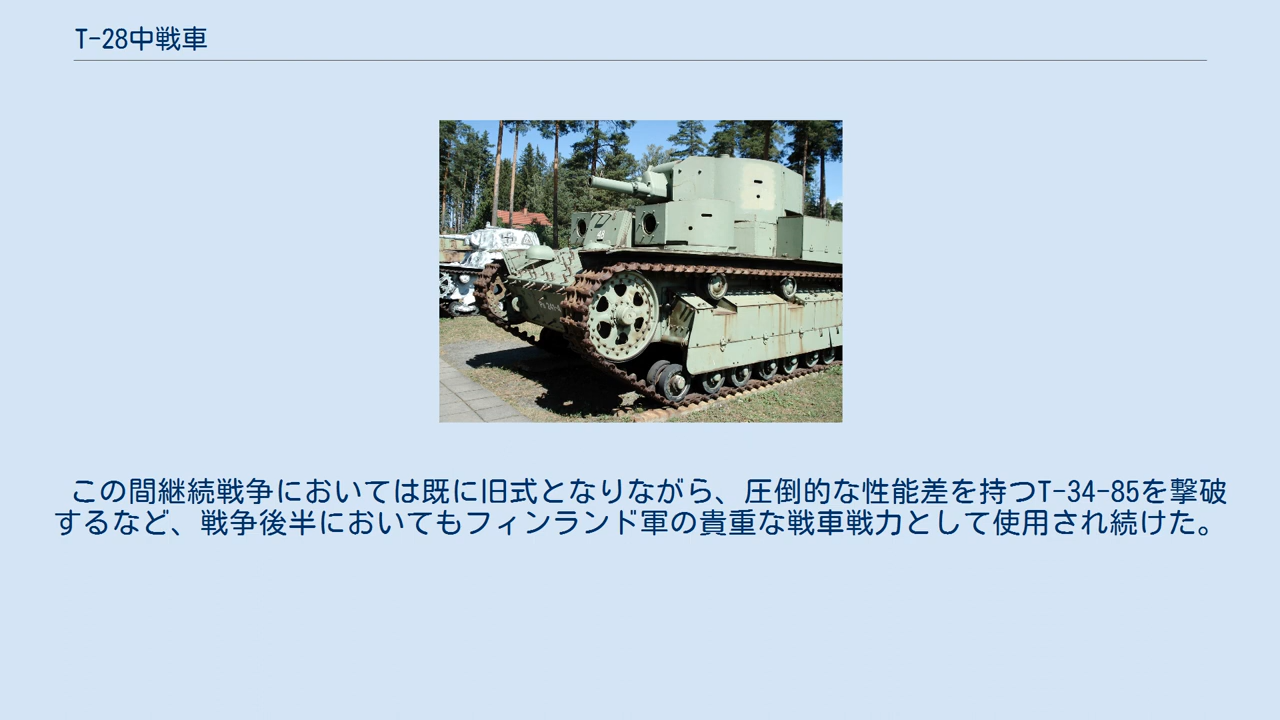 T-28中戦車
この間継続戦争においては既に旧式となりながら、圧倒的な性能差を持つT-34-85を撃破
するなど、戦争後半においてもフィンランド軍の貴重な戦車戦力として使用され続けた。